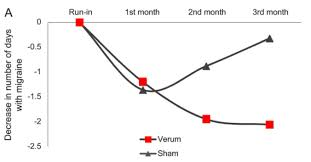 A
Run-in 1st month 2nd month 3rd month
Decrease in number of days
with migraine
0
-0.5
-1
-1.5
-2
-2.5
Verum
Sham